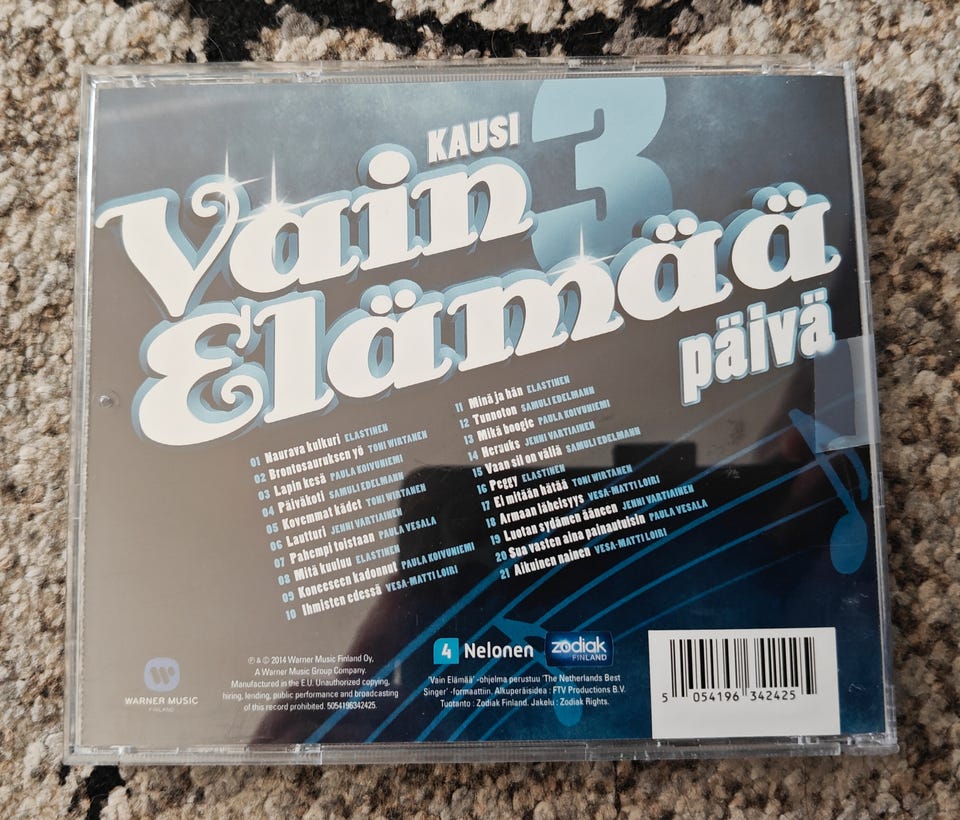 KAUSI 3
Vain
Elämää
päivä
01 Naurava kulkuri ELASTINEN
02 Brontosauruksen yö TONI WIRTANEN
03 Lapin kesä PAULA KOIVUNIEMI
04 Päiväkoti SAMULI EDELMANN
05 Kovemmat kädet TONI WIRTANEN
06 Lautturi JENNI VARTIAINEN
07 Pahempi toistaan PAULA VESALA
08 Mitä kuuluu ELASTINEN
09 Koneeseen kadonnut PAULA KOIVUNIEMI
10 Ihmisten edessä VESA-MATTI LOIRI
11 Minä ja hän ELASTINEN
12 Tunnoton SAMULI EDELMANN
13 Mikä boogie PAULA KOIVUNIEMI
14 Nerouks JENNI VARTIAINEN
15 Vaan sil on väliä SAMULI EDELMANN
16 Peggy ELASTINEN
17 Ei mitään hätää TONI WIRTANEN
18 Armaan läheisyys VESA-MATTI LOIRI
19 Luotan sydämen ääneen JENNI VARTIAINEN
20 Sua vasten aina painautuisin PAULA VESALA
21 Aikuinen nainen VESA-MATTI LOIRI
WARNER MUSIC
FINLAND
℗ & © 2014 Warner Music Finland Oy,
A Warner Music Group Company.
Manufactured in the E.U. Unauthorized copying,
hiring, lending, public performance and broadcasting
of this record prohibited. 5054196342425.
4 Nelonen
zodiak
FINLAND
'Vain Elämää' -ohjelma perustuu 'The Netherlands Best
Singer' -formaattiin. Alkuperäisidea : FTV Productions B.V.
Tuotanto : Zodiak Finland. Jakelu : Zodiak Rights.
5 054196 342425